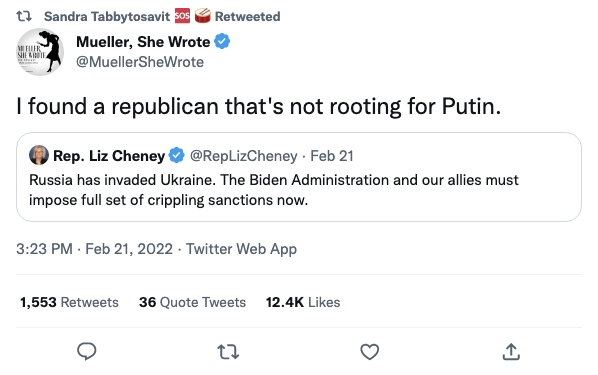 Sandra Tabbytosavit 🆘 🥁 Retweeted
Mueller, She Wrote
@MuellerSheWrote
MUELLER,
SHE WROTE
I found a republican that's not rooting for Putin.
Rep. Liz Cheney @RepLizCheney · Feb 21
Russia has invaded Ukraine. The Biden Administration and our allies must
impose full set of crippling sanctions now.
3:23 PM · Feb 21, 2022 · Twitter Web App
1,553 Retweets 36 Quote Tweets 12.4K Likes